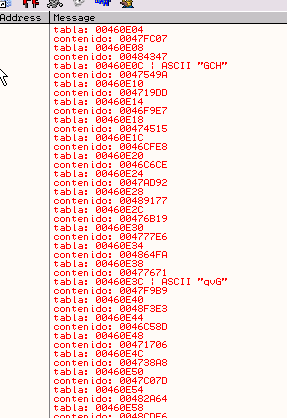 Address Message
tabla: 00460E04
contenido: 0047FC07
tabla: 00460E08
contenido: 00484347
tabla: 00460E0C | ASCII "GCH"
contenido: 0047549A
tabla: 00460E10
contenido: 004719DD
tabla: 00460E14
contenido: 0046F9E7
tabla: 00460E18
contenido: 00474515
tabla: 00460E1C
contenido: 0046CFE8
tabla: 00460E20
contenido: 0046C6CE
tabla: 00460E24
contenido: 0047AD92
tabla: 00460E28
contenido: 00489177
tabla: 00460E2C
contenido: 00476B19
tabla: 00460E30
contenido: 004777E6
tabla: 00460E34
contenido: 004864FA
tabla: 00460E38
contenido: 00477671
tabla: 00460E3C | ASCII "qvG"
contenido: 0047F9B9
tabla: 00460E40
contenido: 0048F3E3
tabla: 00460E44
contenido: 0046C58D
tabla: 00460E48
contenido: 00471706
tabla: 00460E4C
contenido: 004738A8
tabla: 00460E50
contenido: 0047C07D
tabla: 00460E54
contenido: 00482A64
tabla: 00460E58